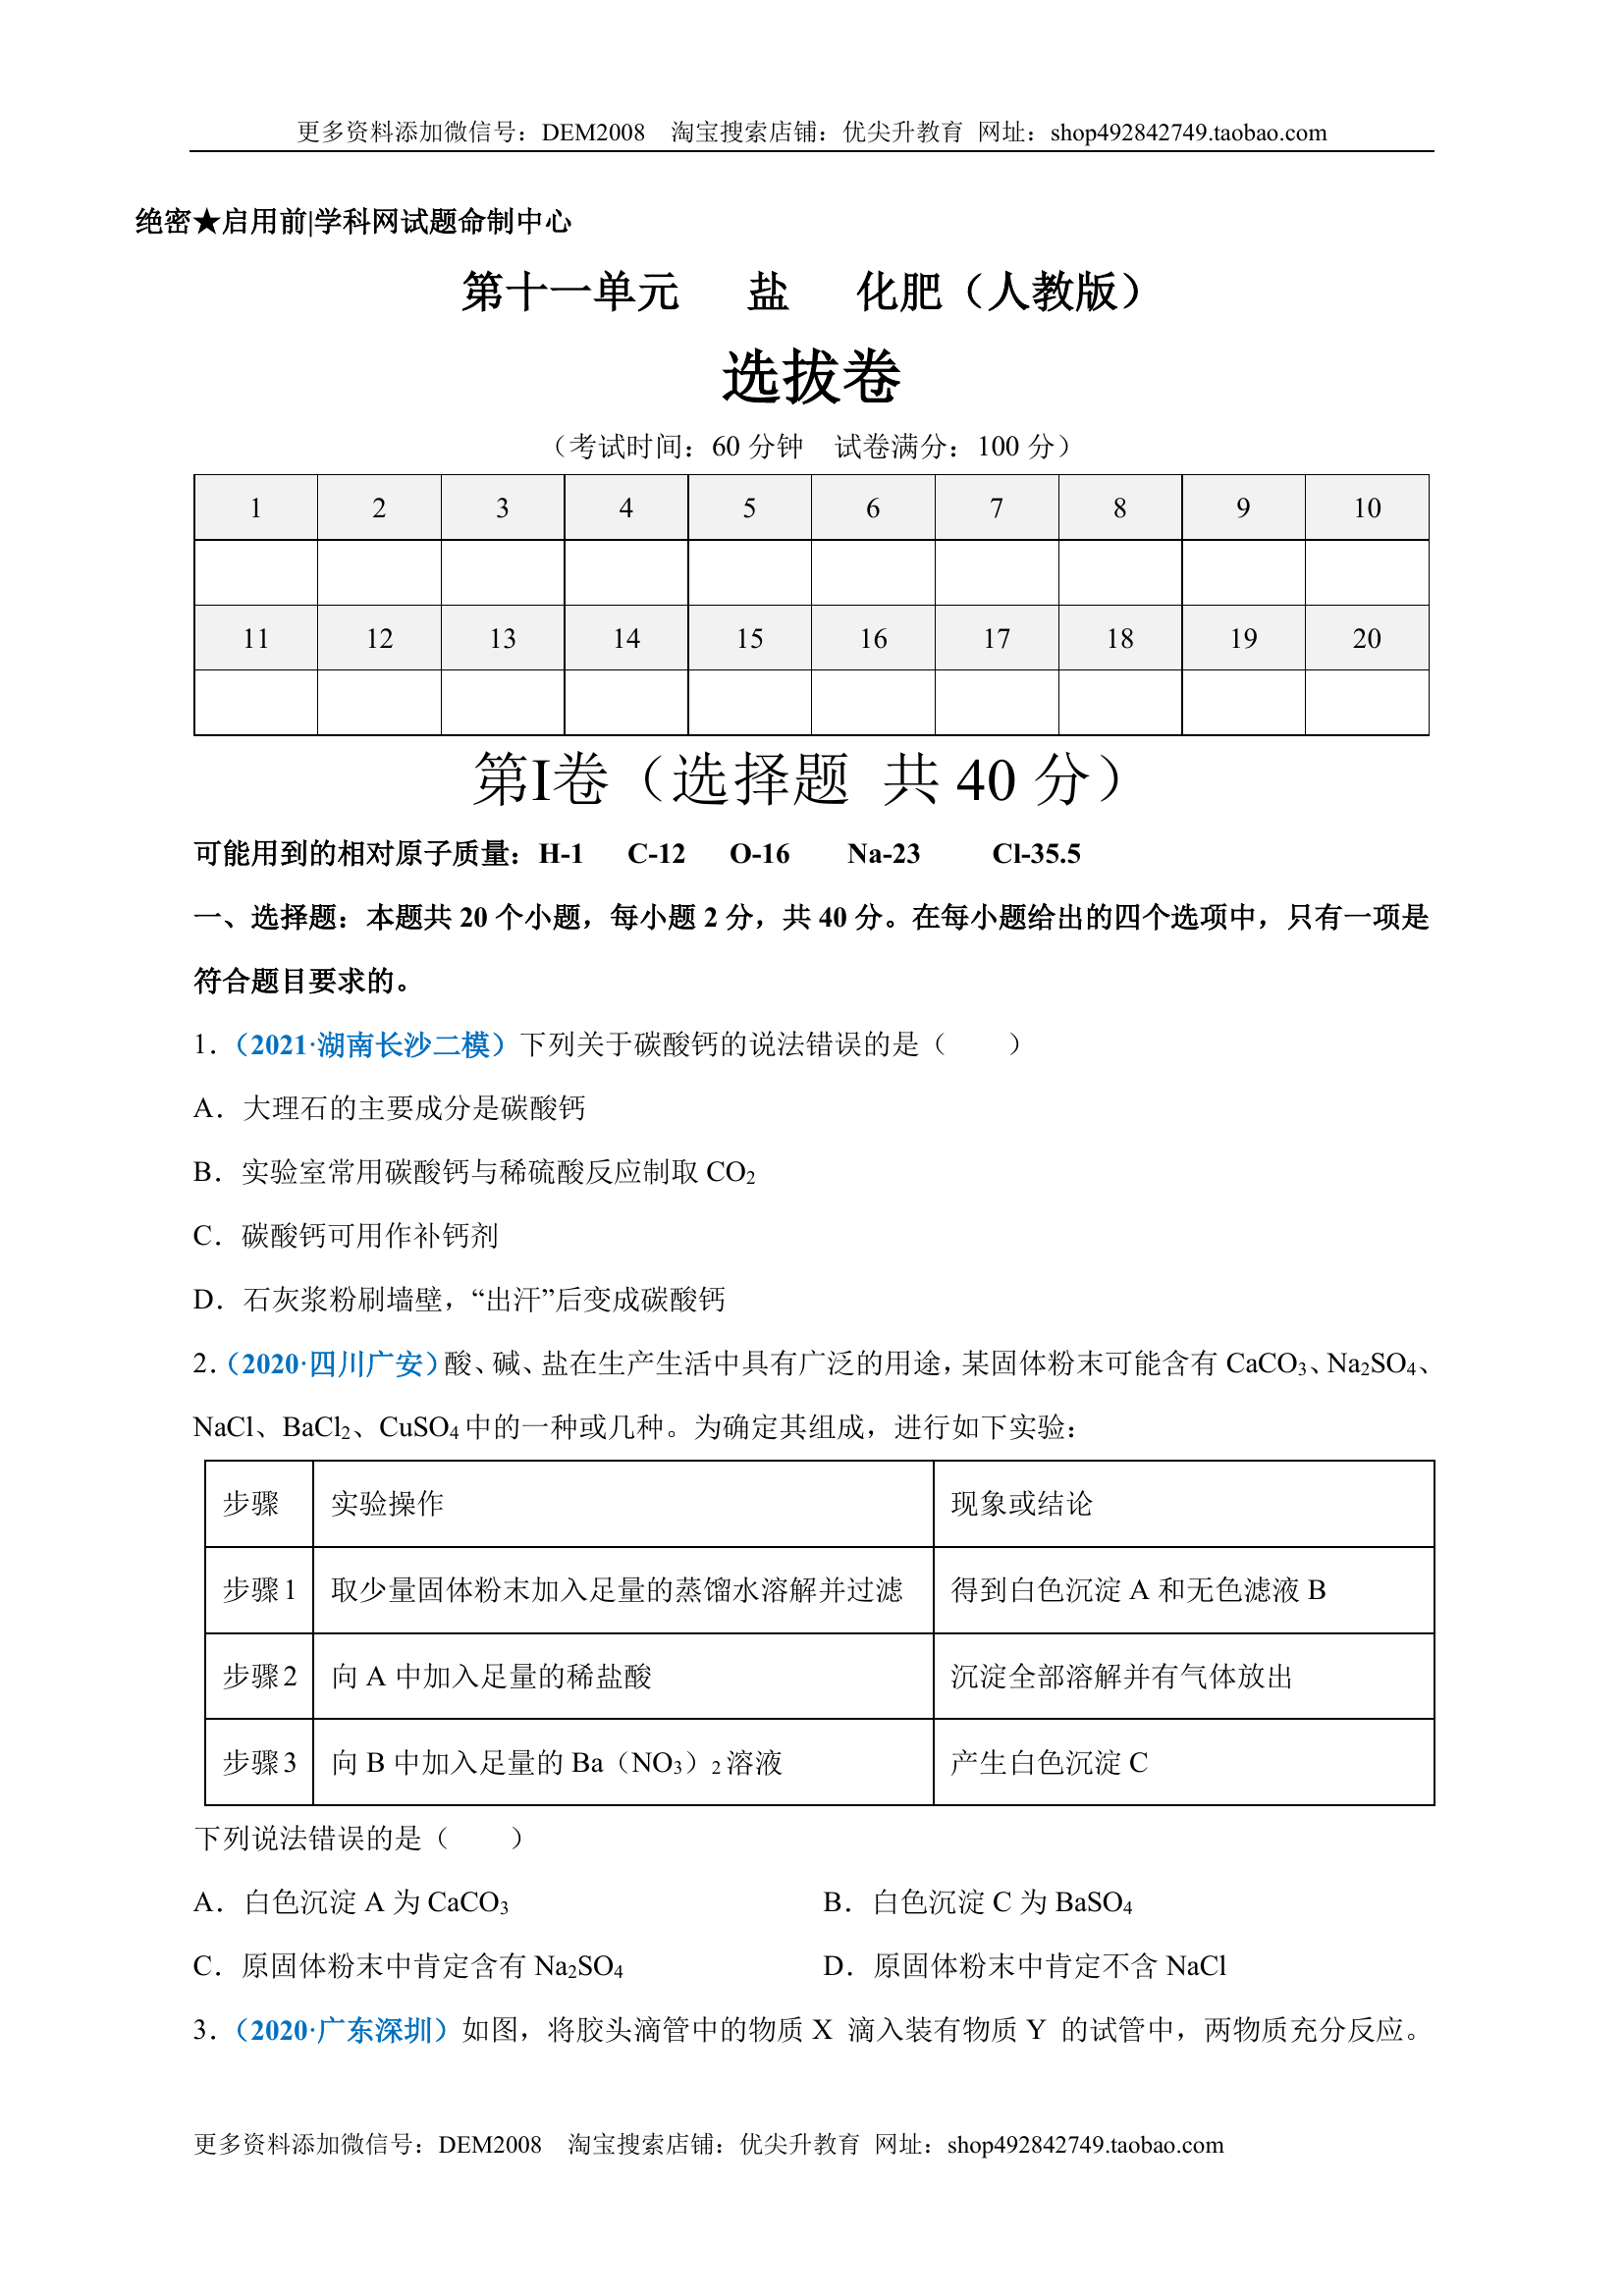 更多资料添加微信号：DEM2008 淘宝搜索店铺：优尖升教育 网址：shop492842749.taobao.com
绝密★启用前|学科网试题命制中心
第十一单元 盐 化肥（人教版）
选拔卷
（考试时间：60 分钟 试卷满分：100 分）
1 2 3 4 5 6 7 8 9 10
11 12 13 14 15 16 17 18 19 20
第I卷（选择题 共 40 分）
可能用到的相对原子质量：H-1 C-12 O-16 Na-23 Cl-35.5
一、选择题：本题共 20 个小题，每小题 2 分，共 40 分。在每小题给出的四个选项中，只有一项是
符合题目要求的。
1．（2021·湖南长沙二模）下列关于碳酸钙的说法错误的是（ ）
A．大理石的主要成分是碳酸钙
B．实验室常用碳酸钙与稀硫酸反应制取 CO₂
C．碳酸钙可用作补钙剂
D．石灰浆粉刷墙壁，“出汗”后变成碳酸钙
2．（2020·四川广安）酸、碱、盐在生产生活中具有广泛的用途，某固体粉末可能含有 CaCO₃、Na₂SO₄、
NaCl、BaCl₂、CuSO₄ 中的一种或几种。为确定其组成，进行如下实验：
步骤 实验操作 现象或结论
步骤 1 取少量固体粉末加入足量的蒸馏水溶解并过滤 得到白色沉淀 A 和无色滤液 B
步骤 2 向 A 中加入足量的稀盐酸 沉淀全部溶解并有气体放出
步骤 3 向 B 中加入足量的 Ba（NO₃）₂ 溶液 产生白色沉淀 C
下列说法错误的是（ ）
A．白色沉淀 A 为 CaCO₃ B．白色沉淀 C 为 BaSO₄
C．原固体粉末中肯定含有 Na₂SO₄ D．原固体粉末中肯定不含 NaCl
3．（2020·广东深圳）如图，将胶头滴管中的物质 X 滴入装有物质 Y 的试管中，两物质充分反应。
更多资料添加微信号：DEM2008 淘宝搜索店铺：优尖升教育 网址：shop492842749.taobao.com